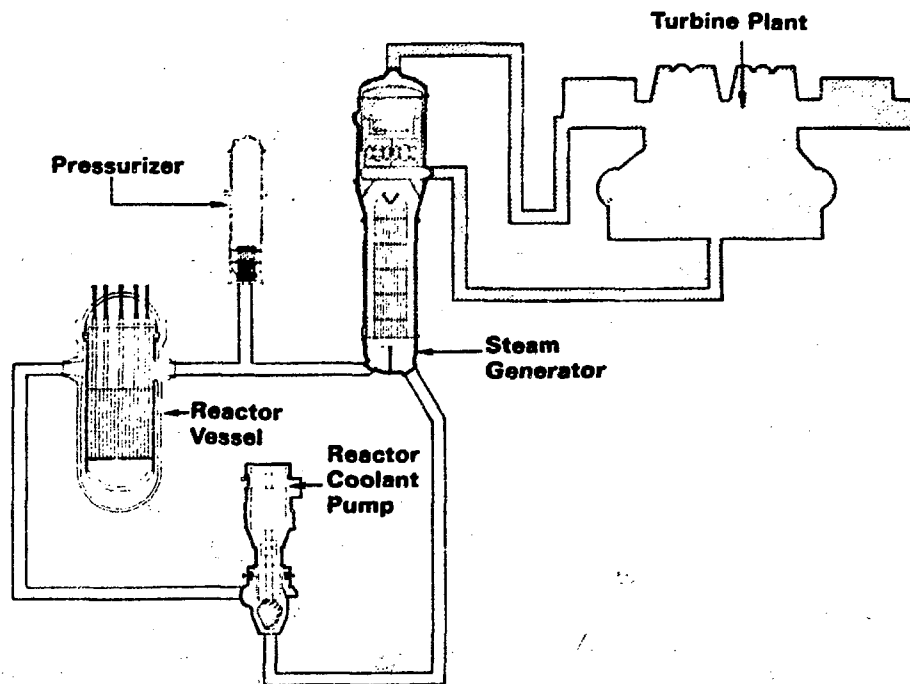 Turbine Plant
Pressurizer
Steam
Generator
Reactor
Vessel
Reactor
Coolant
Pump